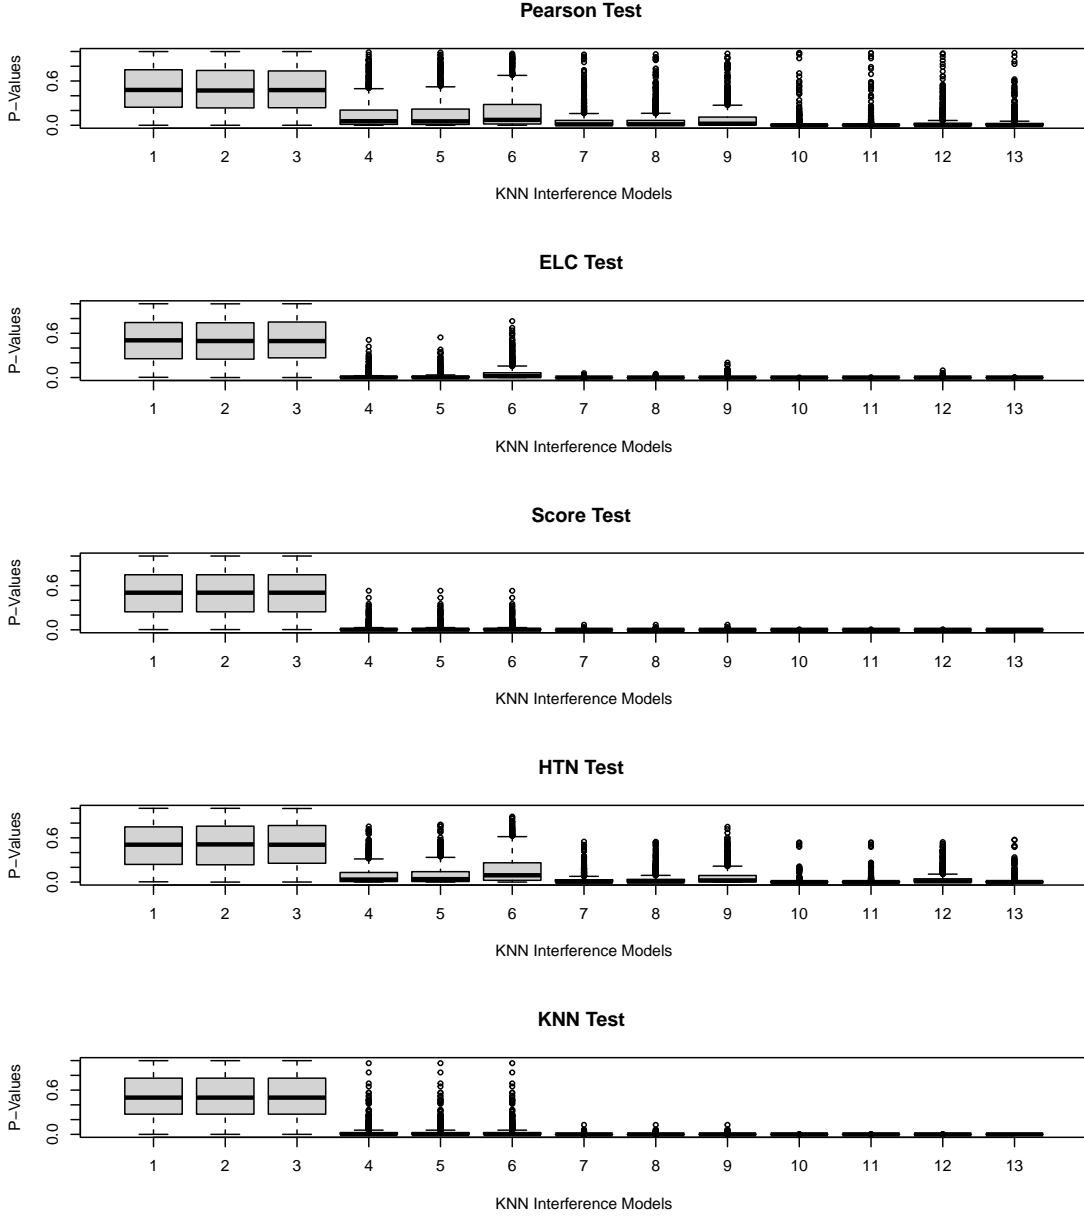 Pearson Test
P−Values
0.0 0.6
1 2 3 4 5 6 7 8 9 10 11 12 13
KNN Interference Models
ELC Test
P−Values
0.0 0.6
1 2 3 4 5 6 7 8 9 10 11 12 13
KNN Interference Models
Score Test
P−Values
0.0 0.6
1 2 3 4 5 6 7 8 9 10 11 12 13
KNN Interference Models
HTN Test
P−Values
0.0 0.6
1 2 3 4 5 6 7 8 9 10 11 12 13
KNN Interference Models
KNN Test
P−Values
0.0 0.6
1 2 3 4 5 6 7 8 9 10 11 12 13
KNN Interference Models